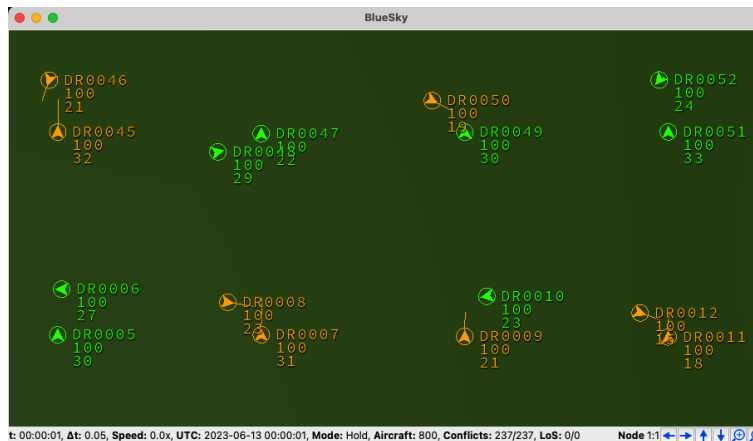 BlueSky
DR0046
100
21
DR0045
100
32
DR0047
100
22
DR0048
100
29
DR0050
100
19
DR0049
100
30
DR0052
100
24
DR0051
100
33
DR0006
100
27
DR0005
100
30
DR0008
100
23
DR0007
100
31
DR0010
100
23
DR0009
100
21
DR0012
100
DR0011
100
18
t: 00:00:01, Δt: 0.05, Speed: 0.0x, UTC: 2023-06-13 00:00:01, Mode: Hold, Aircraft: 800, Conflicts: 237/237, LoS: 0/0
Node 1:1